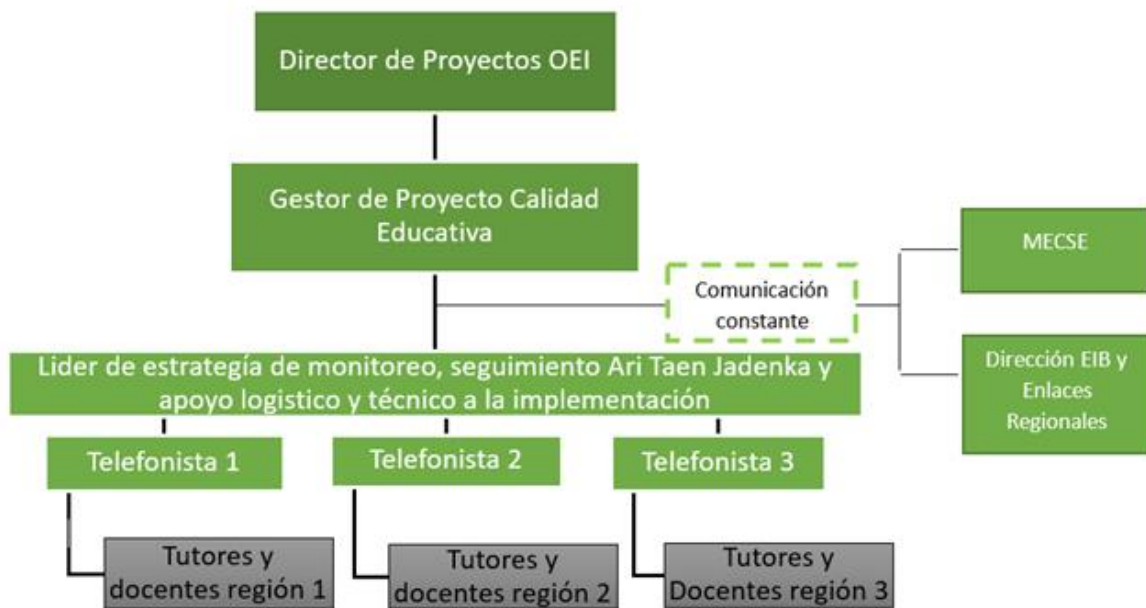 Director de Proyectos OEI
Gestor de Proyecto Calidad
Educativa
MECSE
Comunicación
constante
Dirección EIB y
Enlaces
Regionales
Lider de estrategía de monitoreo, seguimiento Ari Taen Jadenka y
apoyo logistico y técnico a la implementación
Telefonista 1
Telefonista 2
Telefonista 3
Tutores y
docentes región 1
Tutores y
docentes región 2
Tutores y
Docentes región 3